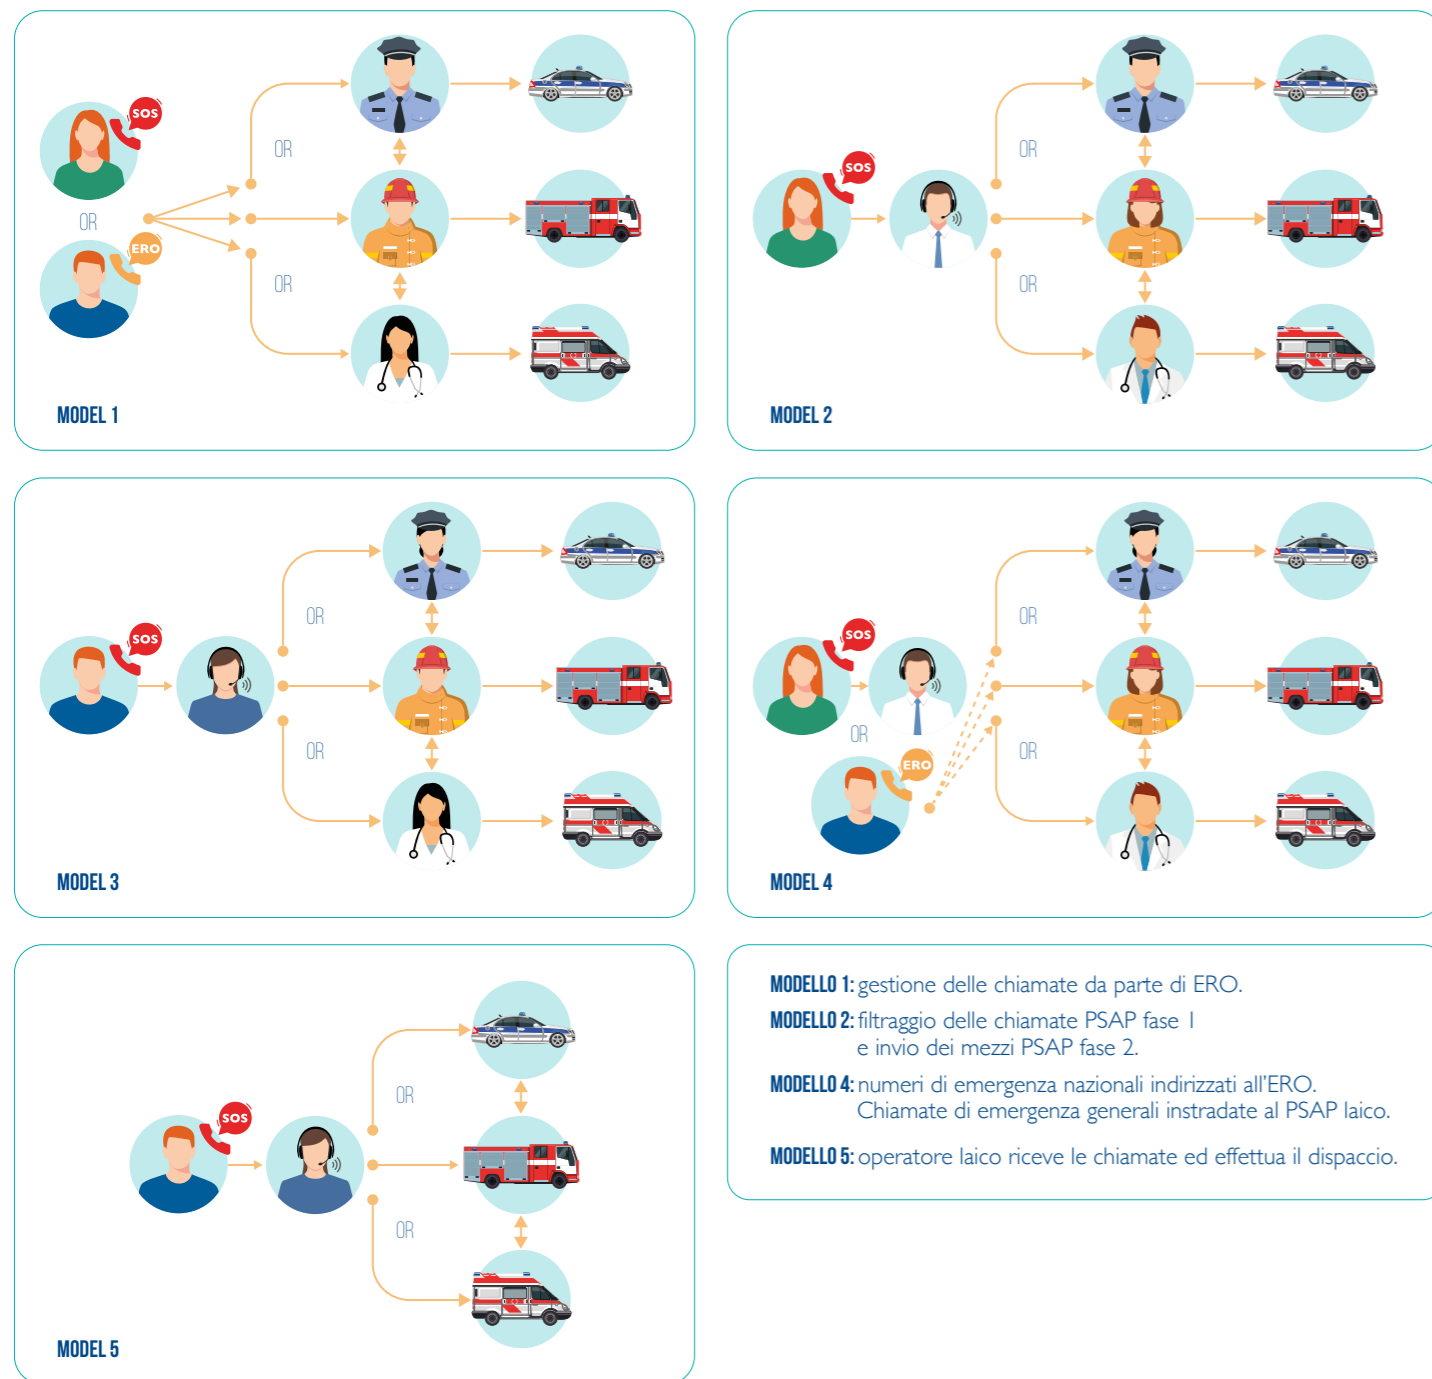 SOS
OR
ERO
OR
OR
MODEL 1
SOS
OR
OR
MODEL 2
SOS
OR
OR
MODEL 3
SOS
OR
ERO
OR
OR
MODEL 4
SOS
OR
OR
MODEL 5
MODELLO 1: gestione delle chiamate da parte di ERO.
MODELLO 2: filtraggio delle chiamate PSAP fase 1
e invio dei mezzi PSAP fase 2.
MODELLO 4: numeri di emergenza nazionali indirizzati all'ERO.
Chiamate di emergenza generali instradate al PSAP laico.
MODELLO 5: operatore laico riceve le chiamate ed effettua il dispaccio.